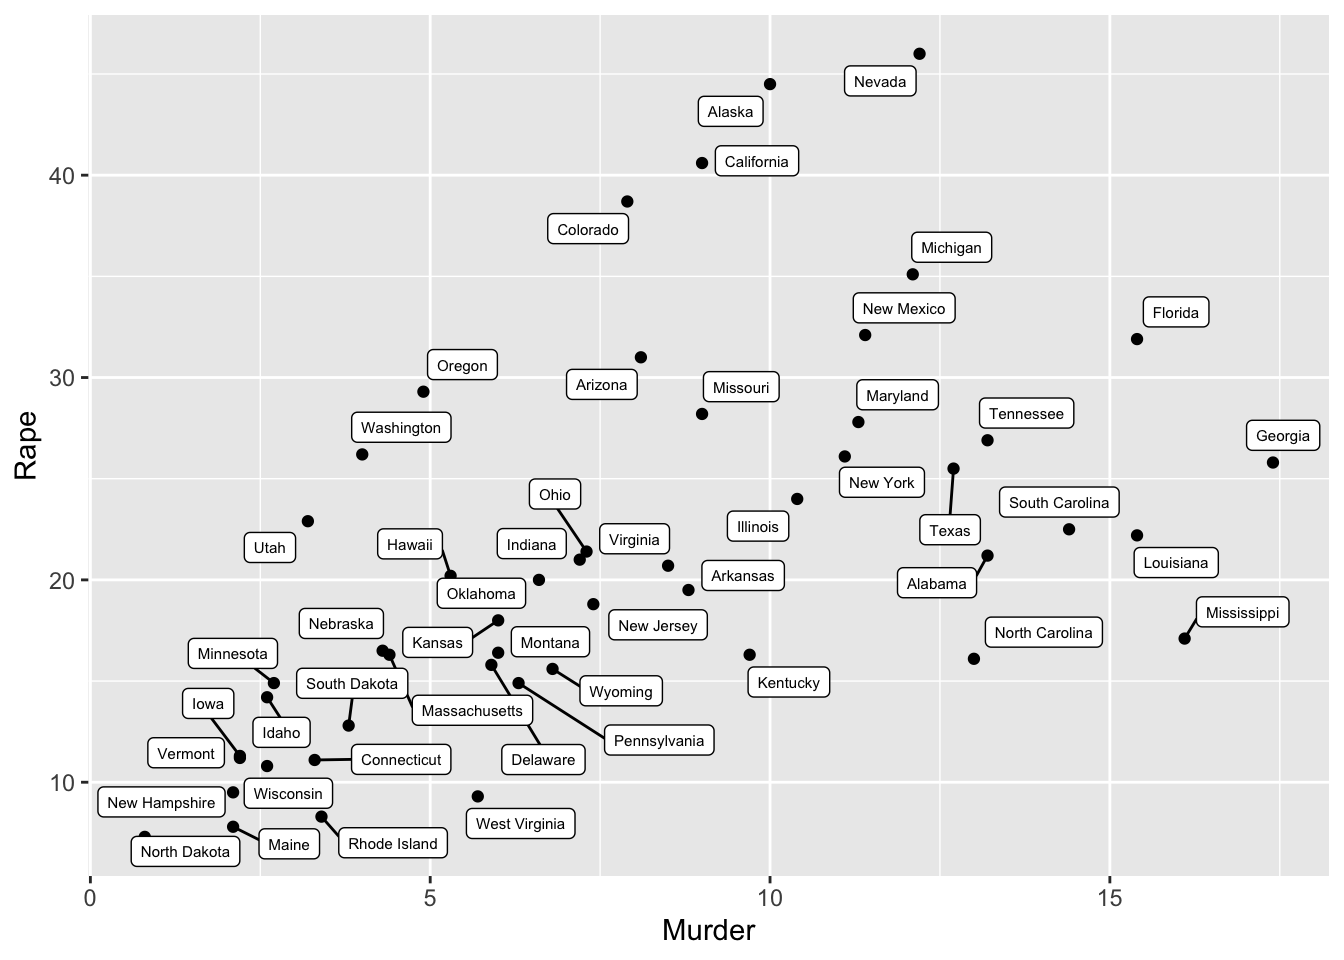 Nevada
Alaska
California
Colorado
Michigan
New Mexico
Florida
Oregon
Arizona
Missouri
Maryland
Tennessee
Washington
Georgia
New York
Ohio
South Carolina
Illinois
Texas
Utah
Hawaii
Indiana
Virginia
Louisiana
Arkansas
Alabama
Oklahoma
Mississippi
Nebraska
New Jersey
North Carolina
Kansas
Montana
Minnesota
South Dakota
Wyoming
Kentucky
Iowa
Massachusetts
Idaho
Pennsylvania
Vermont
Connecticut
Delaware
Wisconsin
New Hampshire
West Virginia
Maine
Rhode Island
North Dakota
40
30
20
10
Rape
0
5
10
15
Murder